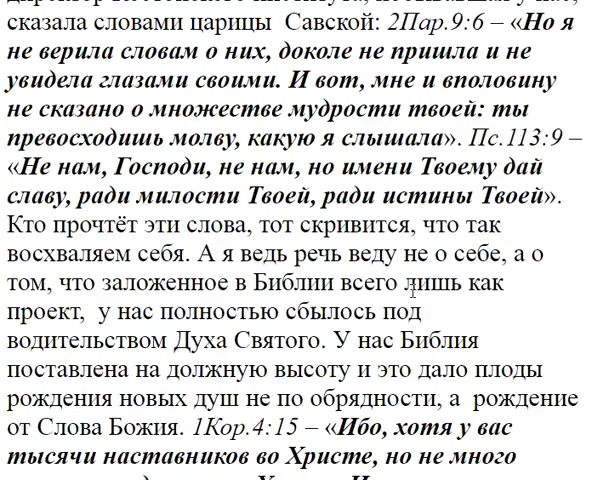 сказала словами царицы  Савской: 2Пар.9:6 – «Но я
не верила словам о них, доколе не пришла и не
увидела глазами своими. И вот, мне и вполовину
не сказано о множестве мудрости твоей: ты
превосходишь молву, какую я слышала». Пс.113:9 –
«Не нам, Господи, не нам, но имени Твоему дай
славу, ради милости Твоей, ради истины Твоей».
Кто прочтёт эти слова, тот скривится, что так
восхваляем себя. А я ведь речь веду не о себе, а о
том, что заложенное в Библии всего лишь как
проект,  у нас полностью сбылось под
водительством Духа Святого. У нас Библия
поставлена на должную высоту и это дало плоды
рождения новых душ не по обрядности, а  рождение
от Слова Божия. 1Кор.4:15 – «Ибо, хотя у вас
тысячи наставников во Христе, но не много